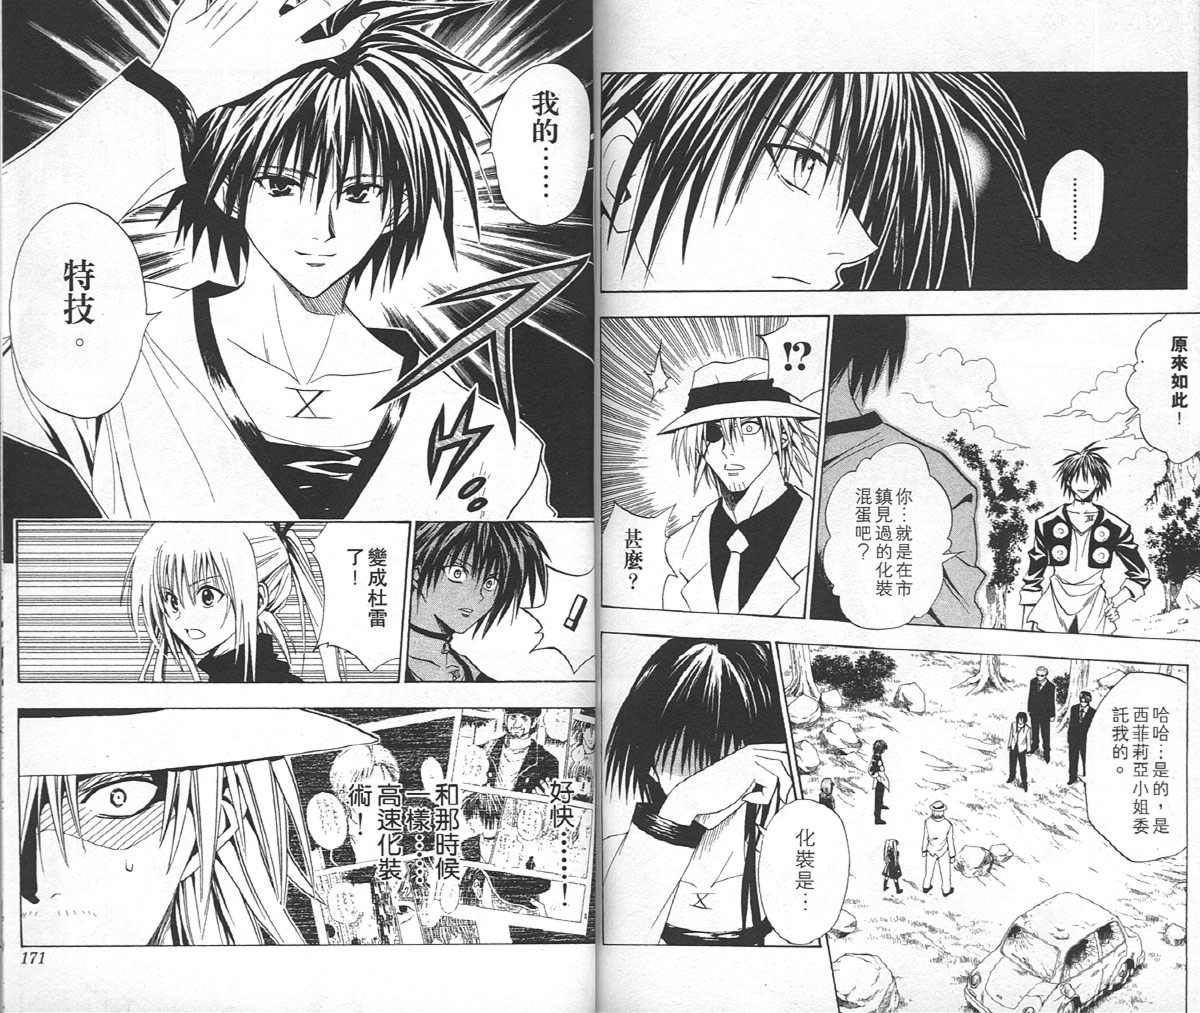 ………
原來如此！
你…就是在市
鎮見過的化裝
混蛋吧？
!?
甚麼？
哈哈…是的，是
西菲莉亞小姐委
託我的。
化裝是…
我的……
特技。
!
變成杜雷
了！
好快……！
和那時候
一樣……
高速化裝
術！
171